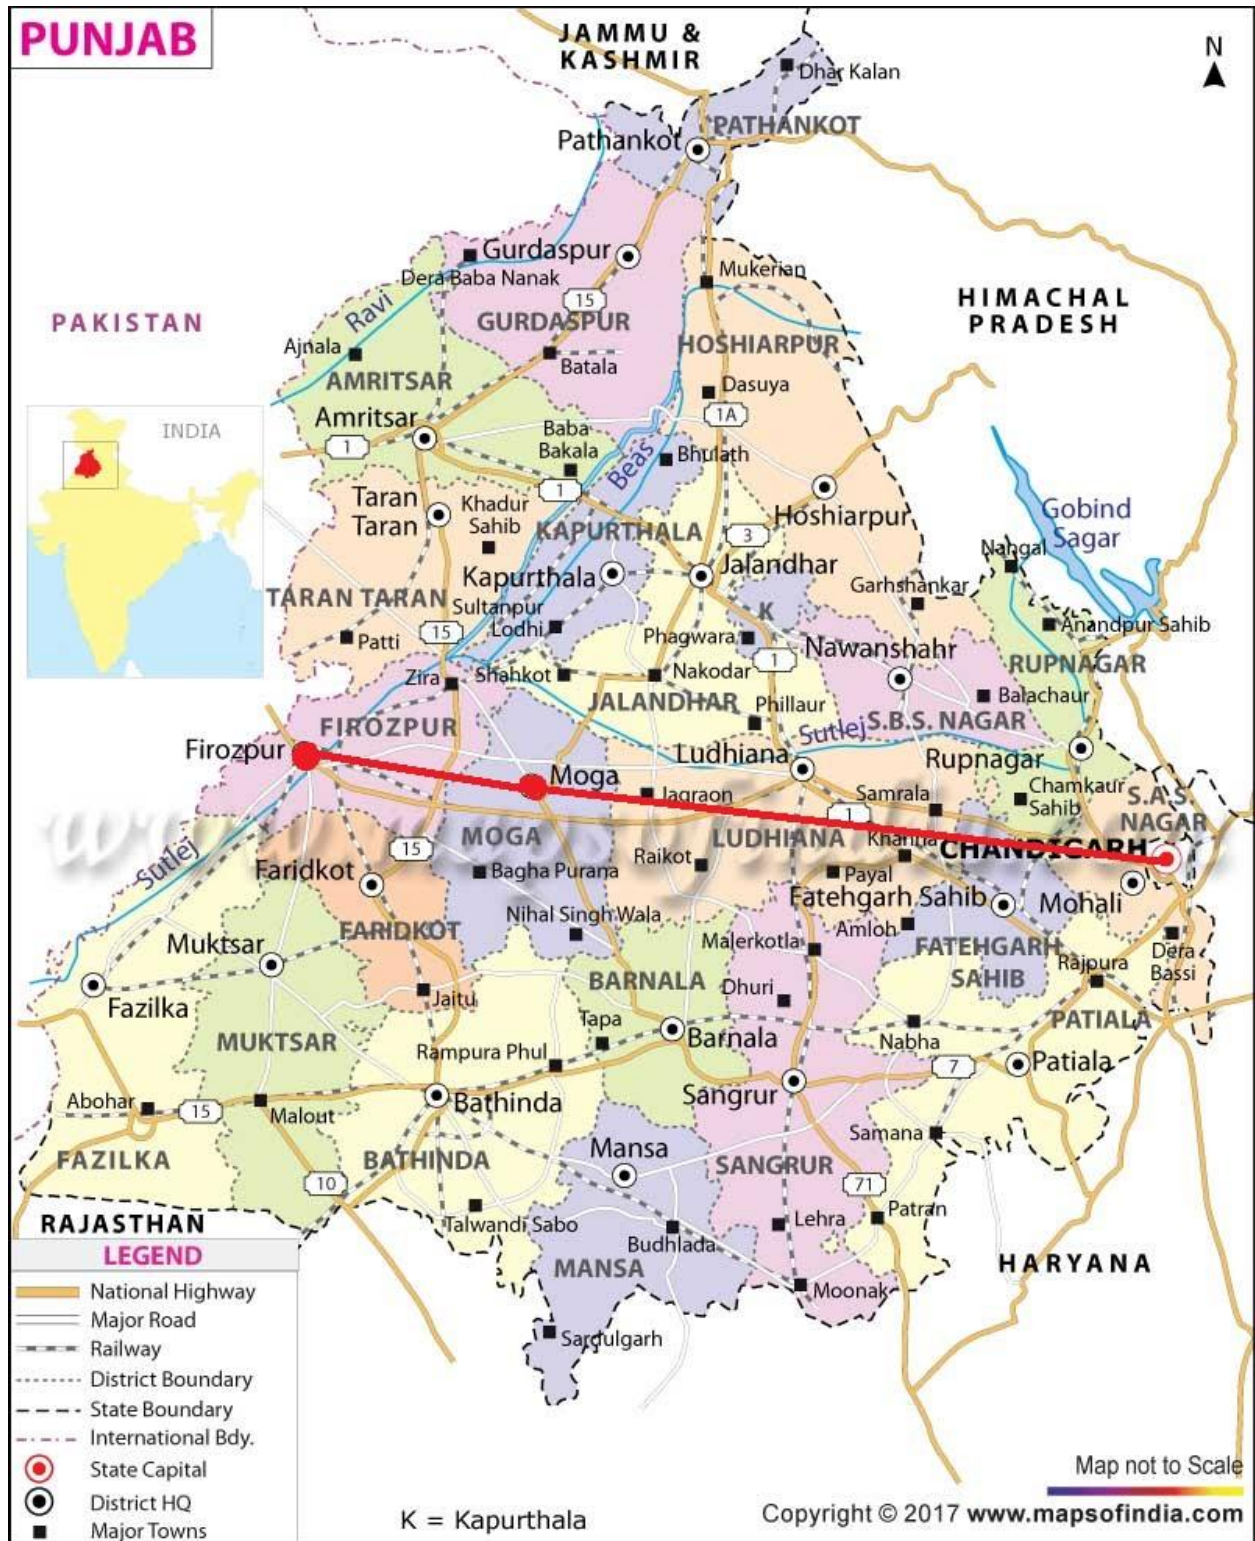 PUNJAB
JAMMU &
KASHMIR
N
Dhar Kalan
PATHANKOT
Pathankot
Gurdaspur
Dera Baba Nanak
Mukerian
Ravi
15
GURDASPUR
HIMACHAL
PRADESH
PAKISTAN
HOSHIARPUR
Ajnala
Batala
AMRITSAR
Dasuya
1A
Amritsar
INDIA
1
Baba
Bakala
Beas
Bhulath
1
Taran
Taran
Khadur
Sahib
Hoshiarpur
Gobind
Sagar
KAPURTHALA
3
Nangal
Kapurthala
Jalandhar
Garhshankar
TARAN TARAN
K
Sultanpur
Lodhi
Anandpur Sahib
15
Patti
Phagwara
1
Nawanshahr
RUPNAGAR
Zira
Shahkot
Nakodar
Balachaur
JALANDHAR
FIROZPUR
Phillaur
S.B.S. NAGAR
Sutlej
Firozpur
Ludhiana
Rupnagar
Moga
Jagraon
Samrala
Chamkaur
Sahib
S.A.S.
NAGAR
1
www.mapsofindia.com
MOGA
LUDHIANA
Khanna
CHANDIGARH
15
Sutlej
Faridkot
Bagha Purana
Raikot
Payal
Fatehgarh Sahib
Mohali
Nihal Singh Wala
Amloh
FARIDKOT
Muktsar
Malerkotla
FATEHGARH
SAHIB
Dera
Bassi
Rajpura
BARNALA
Dhuri
Fazilka
Jaitu
MUKTSAR
Tapa
Barnala
Nabha
PATIALA
Rampura Phul
Patiala
7
Abohar
15
Malout
Bathinda
Sangrur
Samana
Mansa
FAZILKA
BATHINDA
SANGRUR
10
71
Patran
RAJASTHAN
Talwandi Sabo
Budhlada
Lehra
HARYANA
MANSA
Moonak
Sardulgarh
LEGEND
National Highway
Major Road
Railway
District Boundary
State Boundary
International Bdy.
State Capital
District HQ
Major Towns
K = Kapurthala
Map not to Scale
Copyright © 2017 www.mapsofindia.com